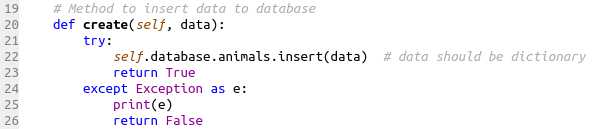 19     # Method to insert data to database
20     def create(self, data):
21         try:
22             self.database.animals.insert(data)  # data should be dictionary
23             return True
24         except Exception as e:
25             print(e)
26             return False